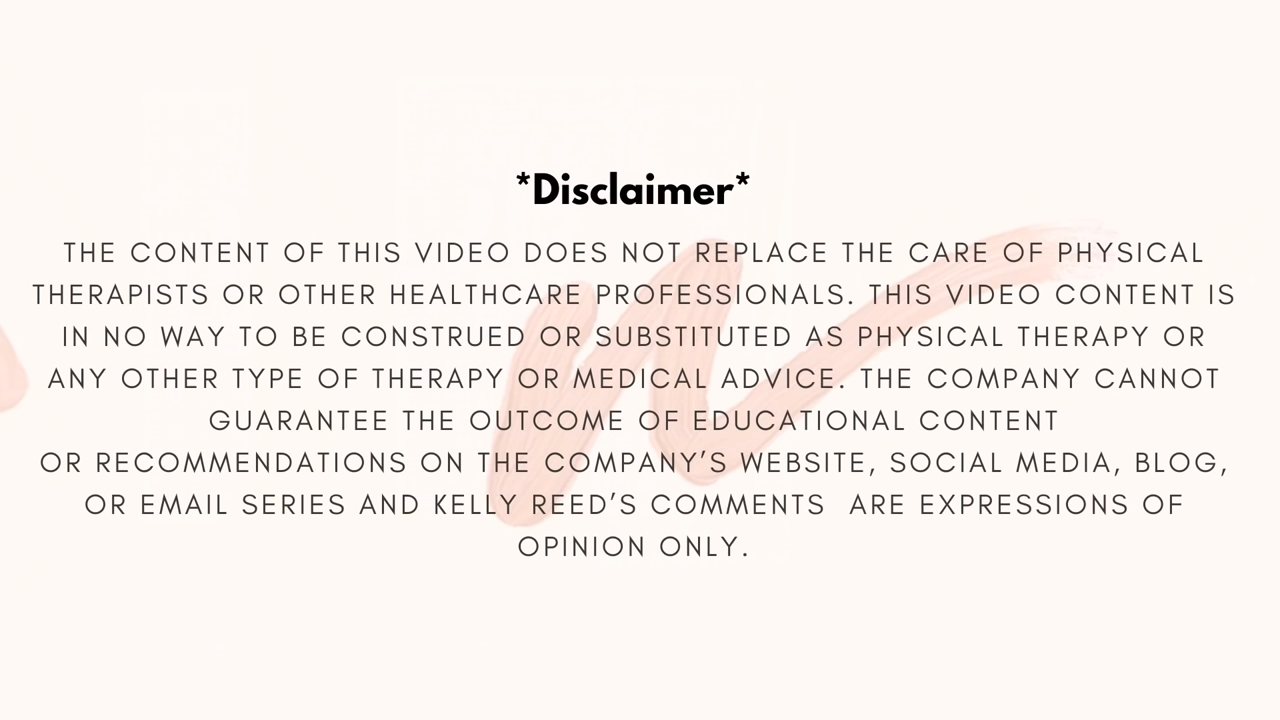 *Disclaimer*
THE CONTENT OF THIS VIDEO DOES NOT REPLACE THE CARE OF PHYSICAL
THERAPISTS OR OTHER HEALTHCARE PROFESSIONALS. THIS VIDEO CONTENT IS
IN NO WAY TO BE CONSTRUED OR SUBSTITUTED AS PHYSICAL THERAPY OR
ANY OTHER TYPE OF THERAPY OR MEDICAL ADVICE. THE COMPANY CANNOT
GUARANTEE THE OUTCOME OF EDUCATIONAL CONTENT
OR RECOMMENDATIONS ON THE COMPANY’S WEBSITE, SOCIAL MEDIA, BLOG,
OR EMAIL SERIES AND KELLY REED’S COMMENTS  ARE EXPRESSIONS OF
OPINION ONLY.